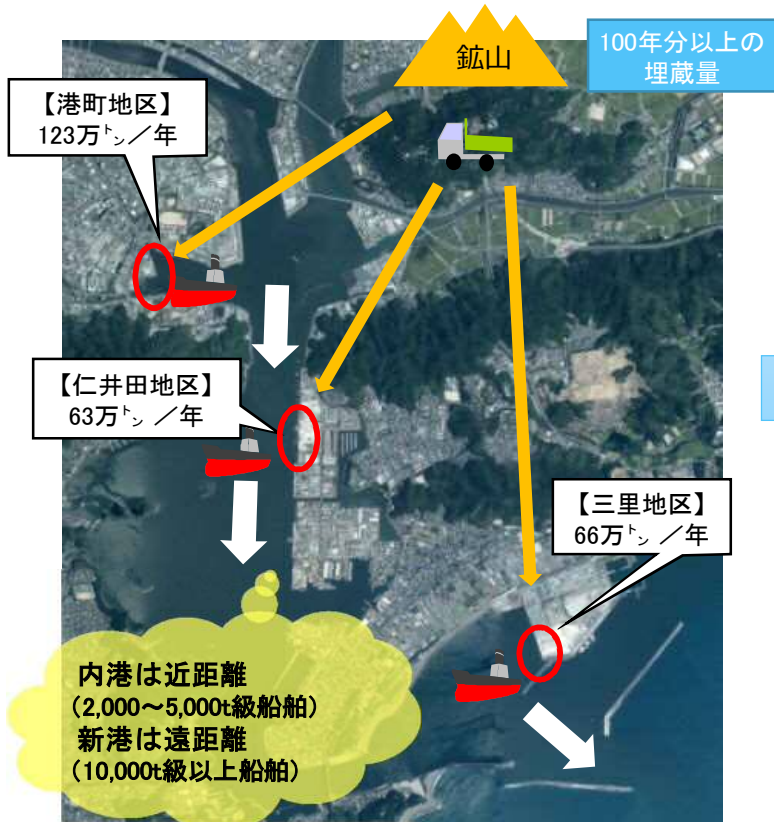 鉱山
100年分以上の
埋蔵量
【港町地区】
123万㌧／年
【仁井田地区】
63万㌧／年
【三里地区】
66万㌧／年
内港は近距離
（2,000～5,000t級船舶）
新港は遠距離
（10,000t級以上船舶）